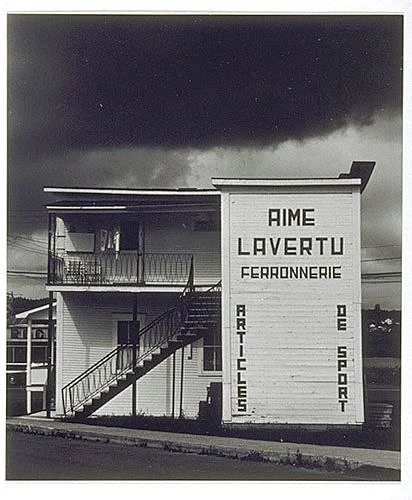 AIME
LAVERTU
FERRONNERIE
ARTICLES
DE SPORT